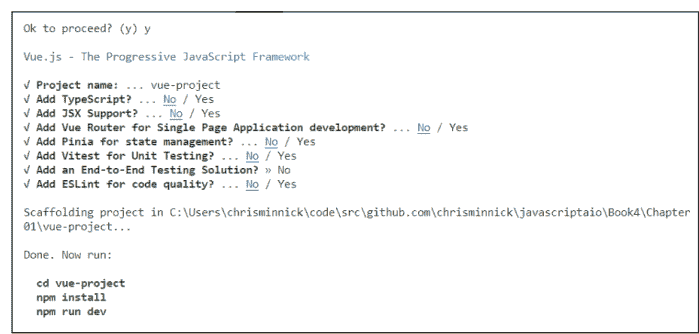 Ok to proceed? (y) y
Vue.js - The Progressive JavaScript Framework
√ Project name: ... vue-project
√ Add TypeScript? ... No / Yes
√ Add JSX Support? ... No / Yes
√ Add Vue Router for Single Page Application development? ... No / Yes
√ Add Pinia for state management? ... No / Yes
√ Add Vitest for Unit Testing? ... No / Yes
√ Add an End-to-End Testing Solution? » No
√ Add ESLint for code quality? ... No / Yes
Scaffolding project in C:\Users\chrisminnick\code\src\github.com\chrisminnick\javascriptaio\Book4\Chapter
01\vue-project...
Done. Now run:
cd vue-project
npm install
npm run dev